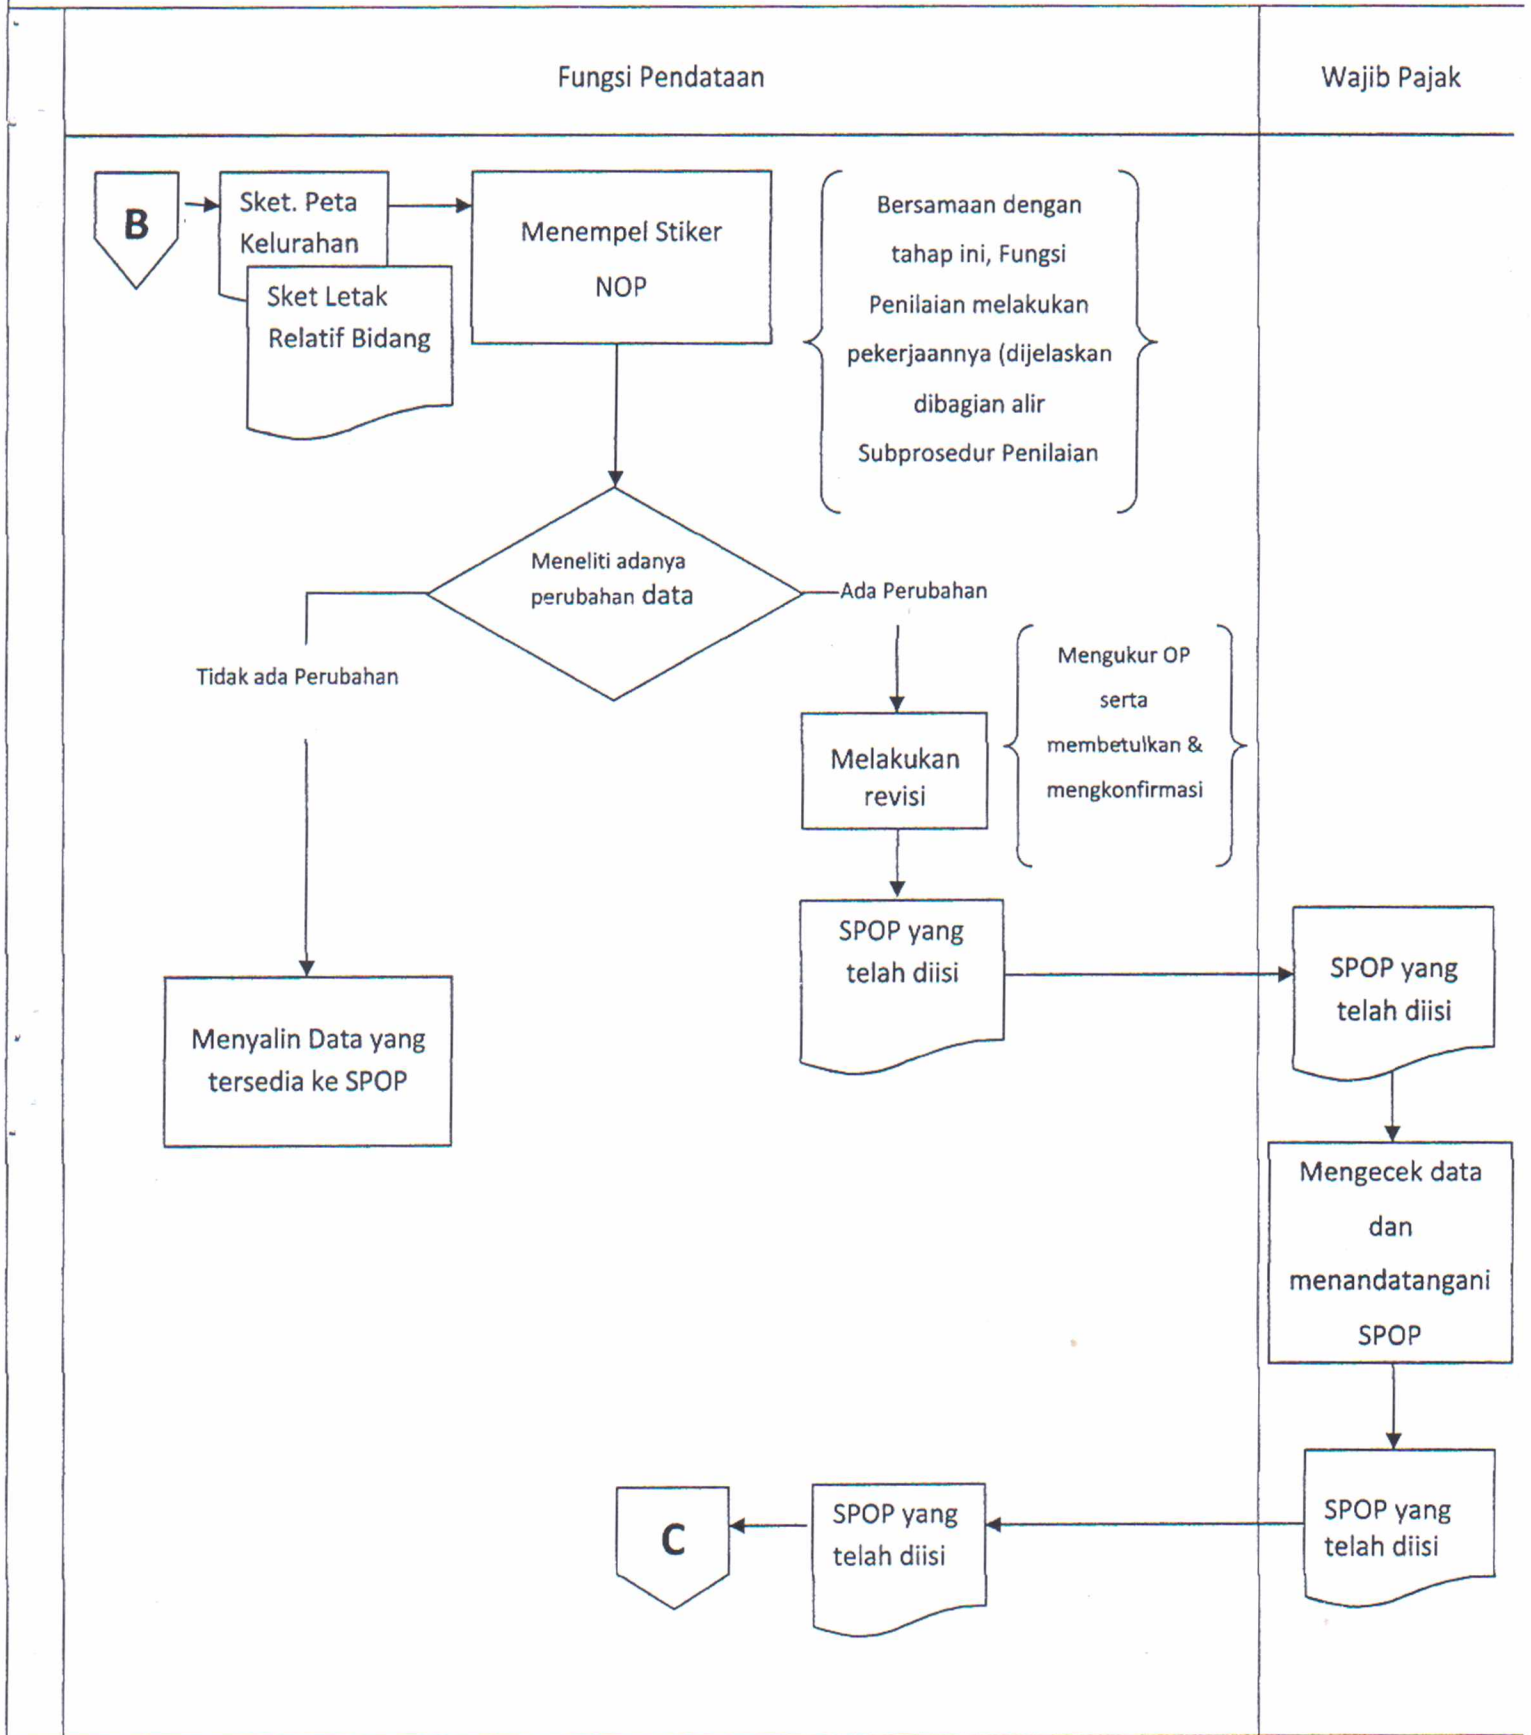 Fungsi Pendataan
Wajib Pajak
B
Sket. Peta
Kelurahan
Sket Letak
Relatif Bidang
Menempel Stiker
NOP
Bersamaan dengan
tahap ini, Fungsi
Penilaian melakukan
pekerjaannya (dijelaskan
dibagian alir
Subprosedur Penilaian
Meneliti adanya
perubahan data
Ada Perubahan
Tidak ada Perubahan
Mengukur OP
serta
membetulkan &
mengkonfirmasi
Melakukan
revisi
SPOP yang
telah diisi
SPOP yang
telah diisi
Menyalin Data yang
tersedia ke SPOP
Mengecek data
dan
menandatangani
SPOP
SPOP yang
telah diisi
SPOP yang
telah diisi
C